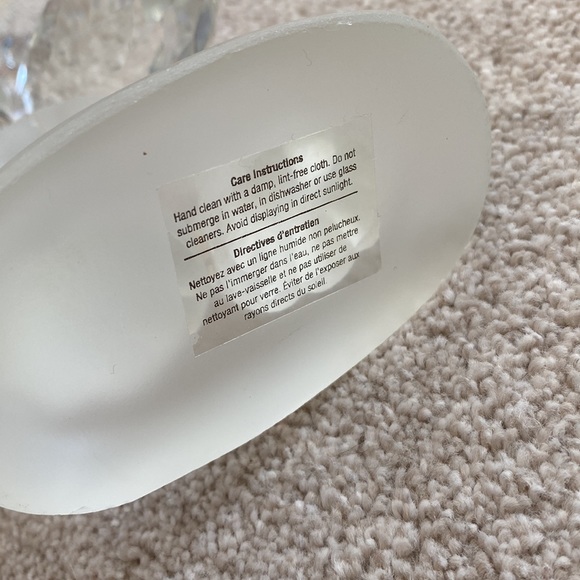 Care Instructions
Hand clean with a damp, lint-free cloth. Do not
submerge in water, in dishwasher or use glass
cleaners. Avoid displaying in direct sunlight.
Directives d'entretien
Nettoyez avec un ligne humide non pelucheux.
Ne pas l'immerger dans l'eau, ne pas mettre
au lave-vaisselle et ne pas utiliser de
nettoyant pour verre. Éviter de l'exposer aux
rayons directs du soleil.